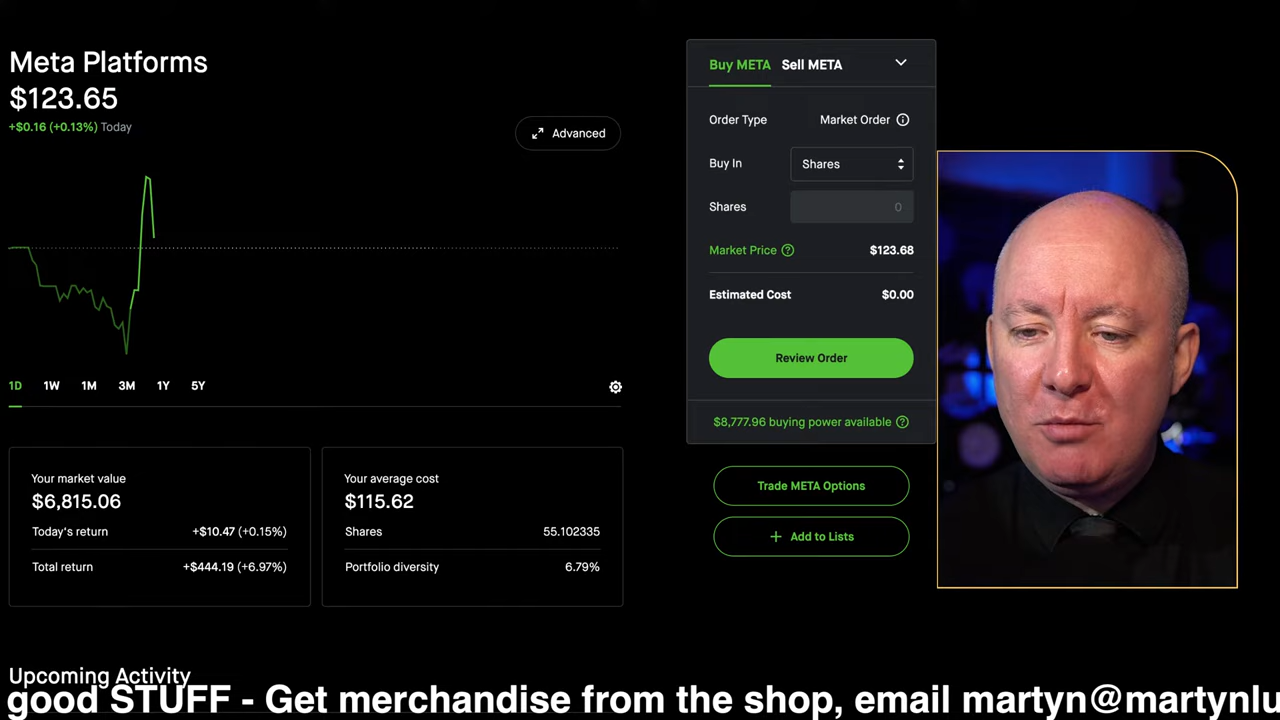 Meta Platforms
$123.65
+$0.16 (+0.13%) Today
Advanced
1D 1W 1M 3M 1Y 5Y
Your market value
$6,815.06
Today's return +$10.47 (+0.15%)
Total return +$444.19 (+6.97%)
Your average cost
$115.62
Shares 55.102335
Portfolio diversity 6.79%
Buy META Sell META
Order Type Market Order
Buy In Shares
Shares 0
Market Price $123.68
Estimated Cost $0.00
Review Order
$8,777.96 buying power available
Trade META Options
+ Add to Lists
Upcoming Activity
good STUFF - Get merchandise from the shop, email martyn@martynlu